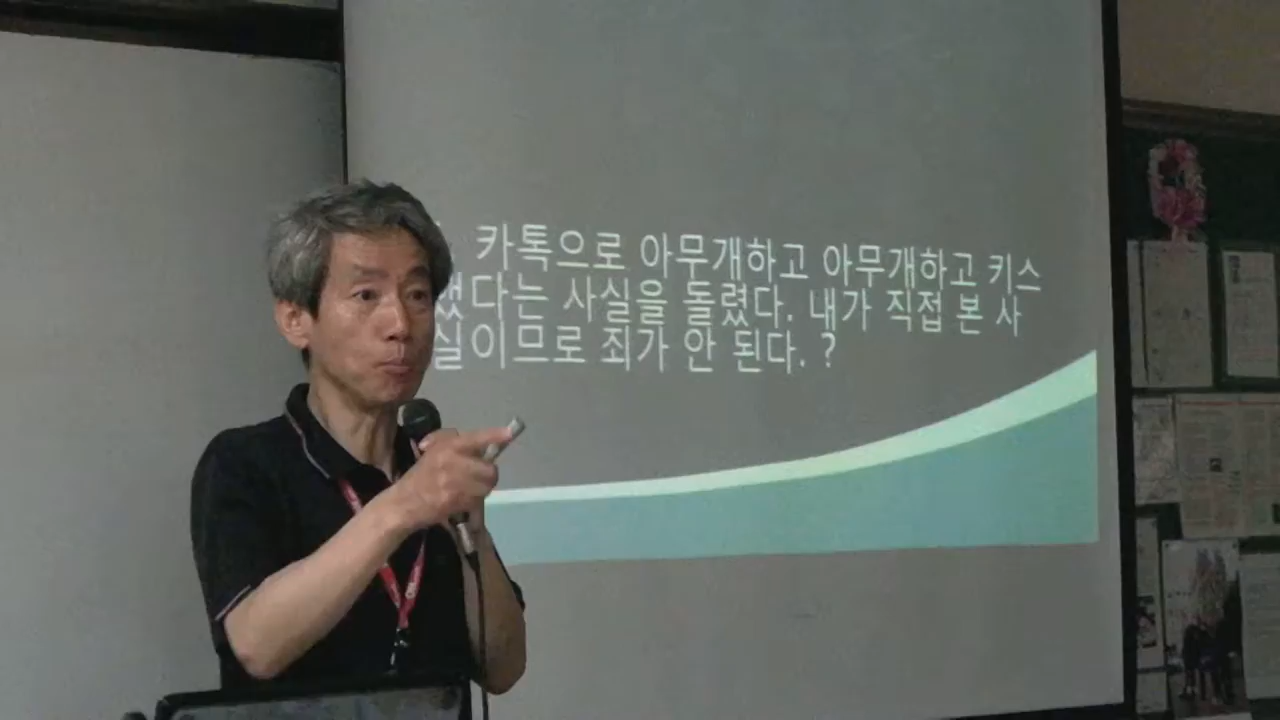 카톡으로 아무개하고 아무개하고 키스
했다는 사실을 돌렸다. 내가 직접 본 사
실이므로 죄가 안 된다. ?